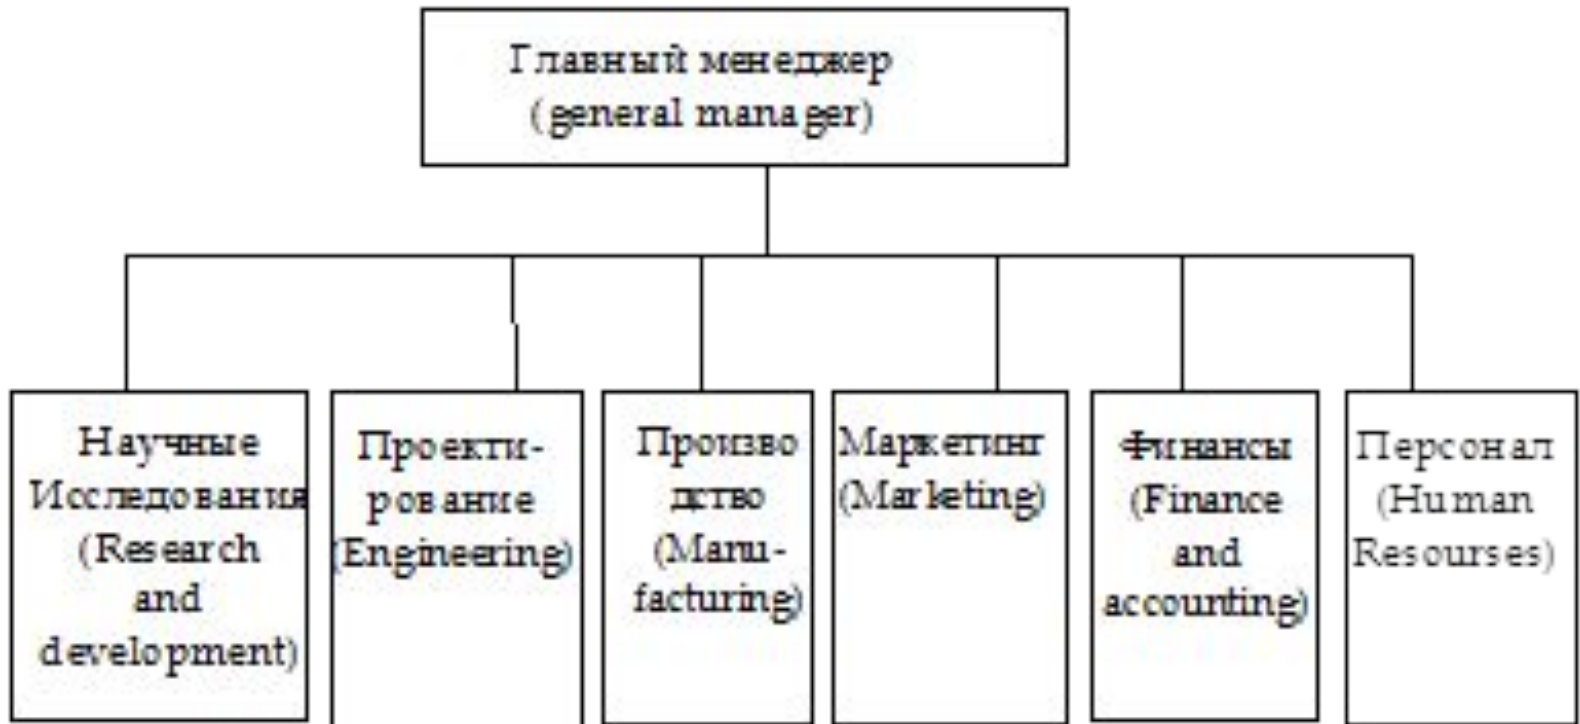 Главный менеджер
(general manager)
Научные
Исследования
(Research
and
development)
Проекти-
рование
(Engineering)
Произво
дство
(Manu-
facturing)
Маркетинг
(Marketing)
Финансы
(Finance
and
accounting)
Персонал
(Human
Resourses)